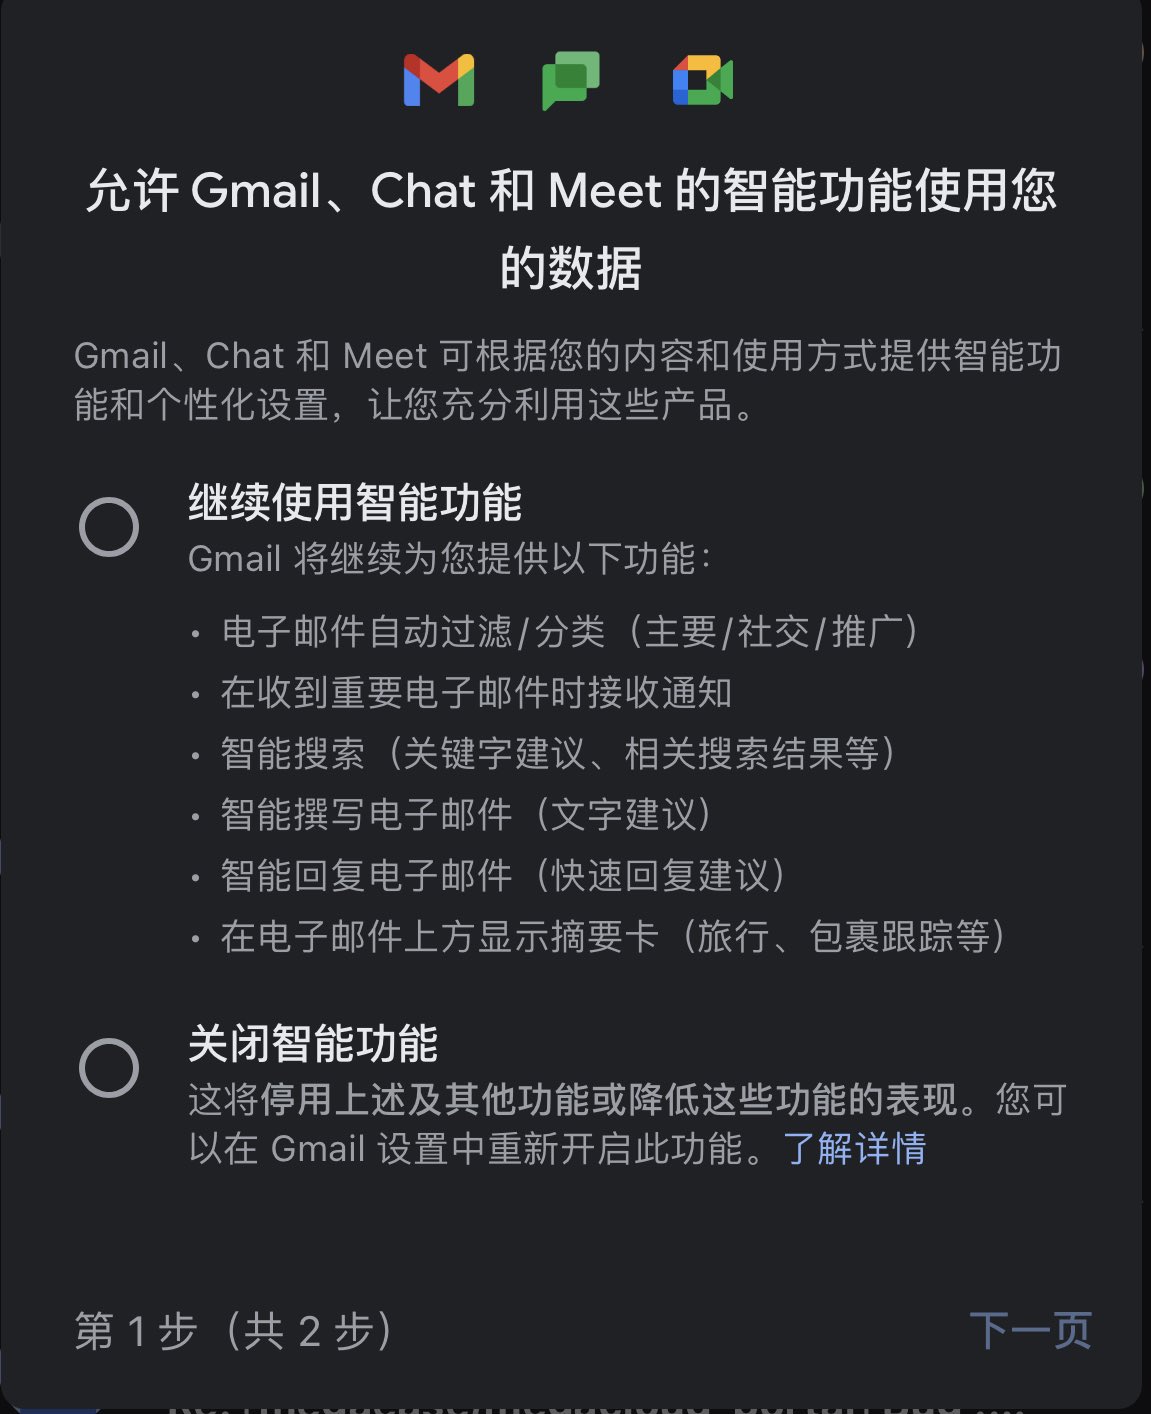 允许 Gmail、Chat 和 Meet 的智能功能使用您
的数据
Gmail、Chat 和 Meet 可根据您的内容和使用方式提供智能功
能和个性化设置，让您充分利用这些产品。
继续使用智能功能
Gmail 将继续为您提供以下功能：
• 电子邮件自动过滤/分类（主要/社交/推广）
• 在收到重要电子邮件时接收通知
• 智能搜索（关键字建议、相关搜索结果等）
• 智能撰写电子邮件（文字建议）
• 智能回复电子邮件（快速回复建议）
• 在电子邮件上方显示摘要卡（旅行、包裹跟踪等）
关闭智能功能
这将停用上述及其他功能或降低这些功能的表现。您可
以在 Gmail 设置中重新开启此功能。了解详情
第 1 步（共 2 步）
下一页